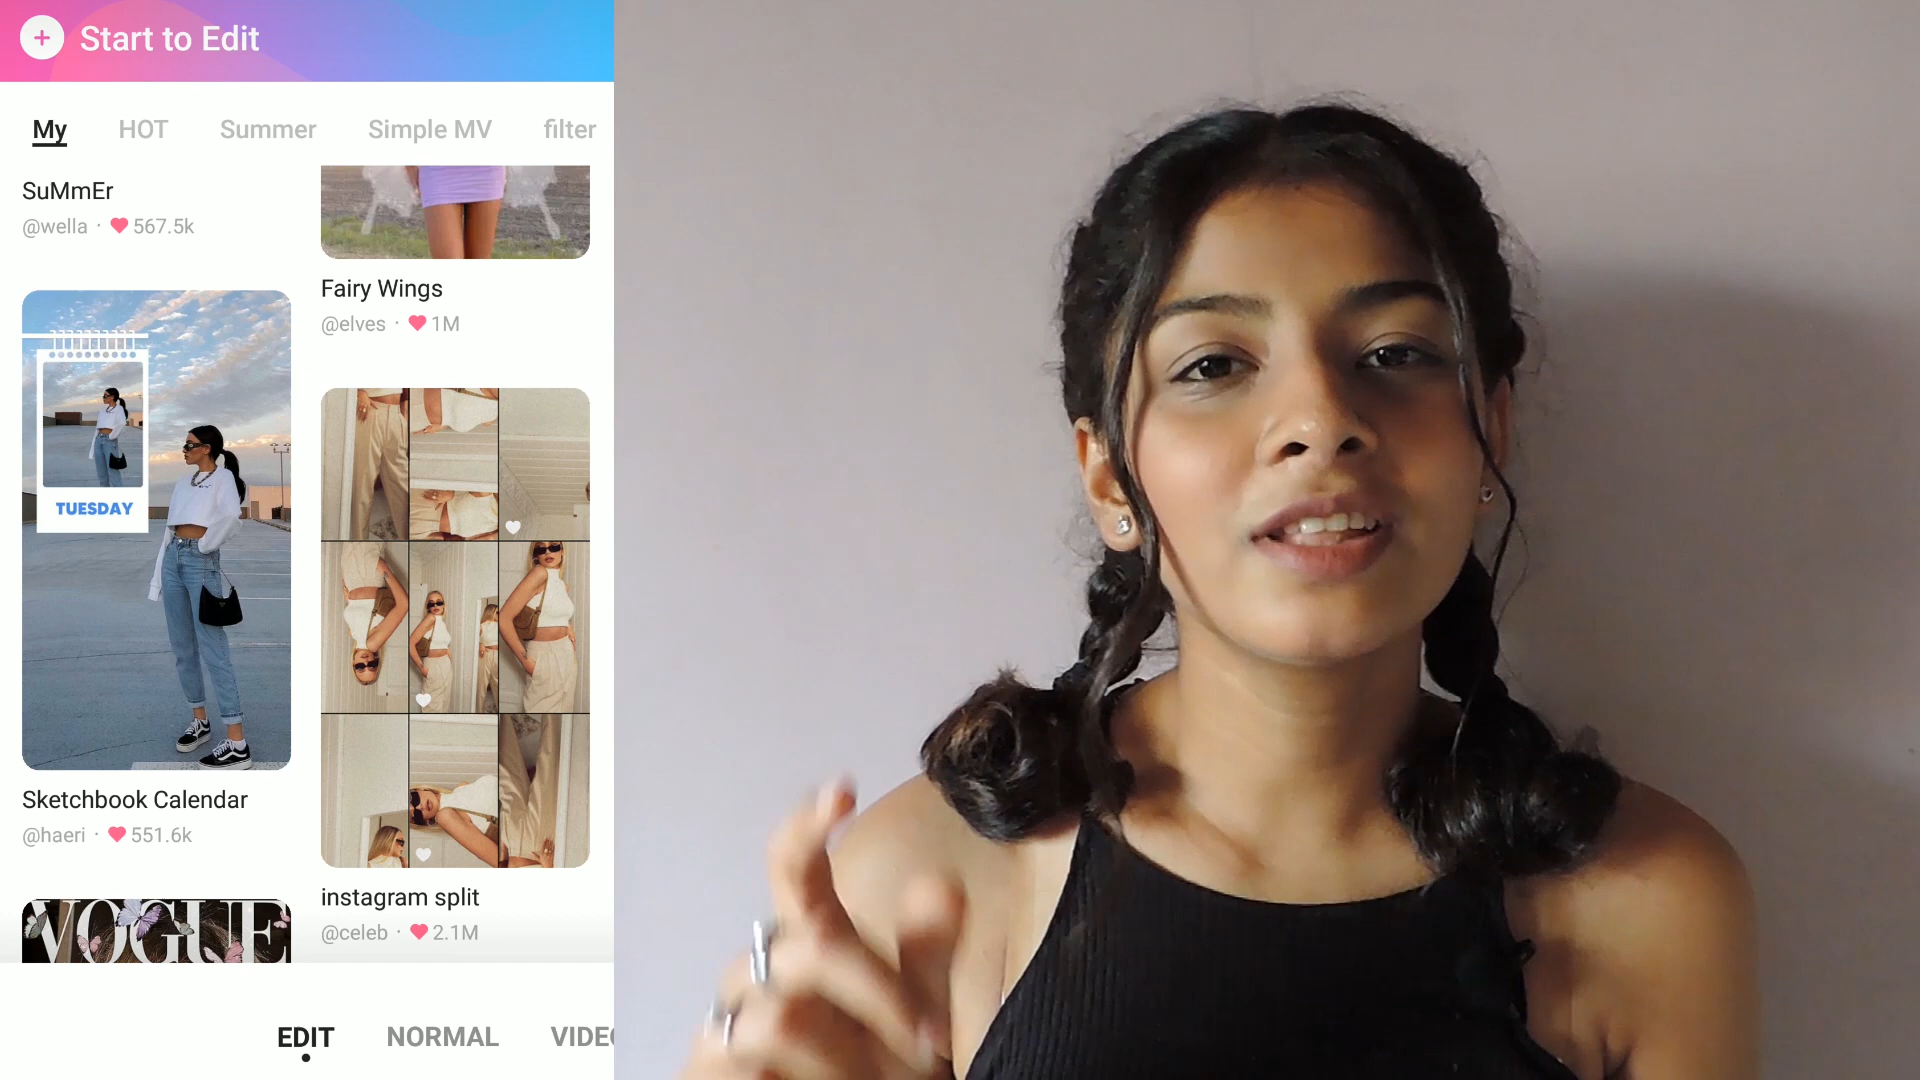 Start to Edit
My HOT Summer Simple MV filter
SuMmEr
@wella · 567.5k
Fairy Wings
@elves · 1M
TUESDAY
Sketchbook Calendar
@haeri · 551.6k
instagram split
@celeb · 2.1M
VOGUE
EDIT NORMAL VIDEO